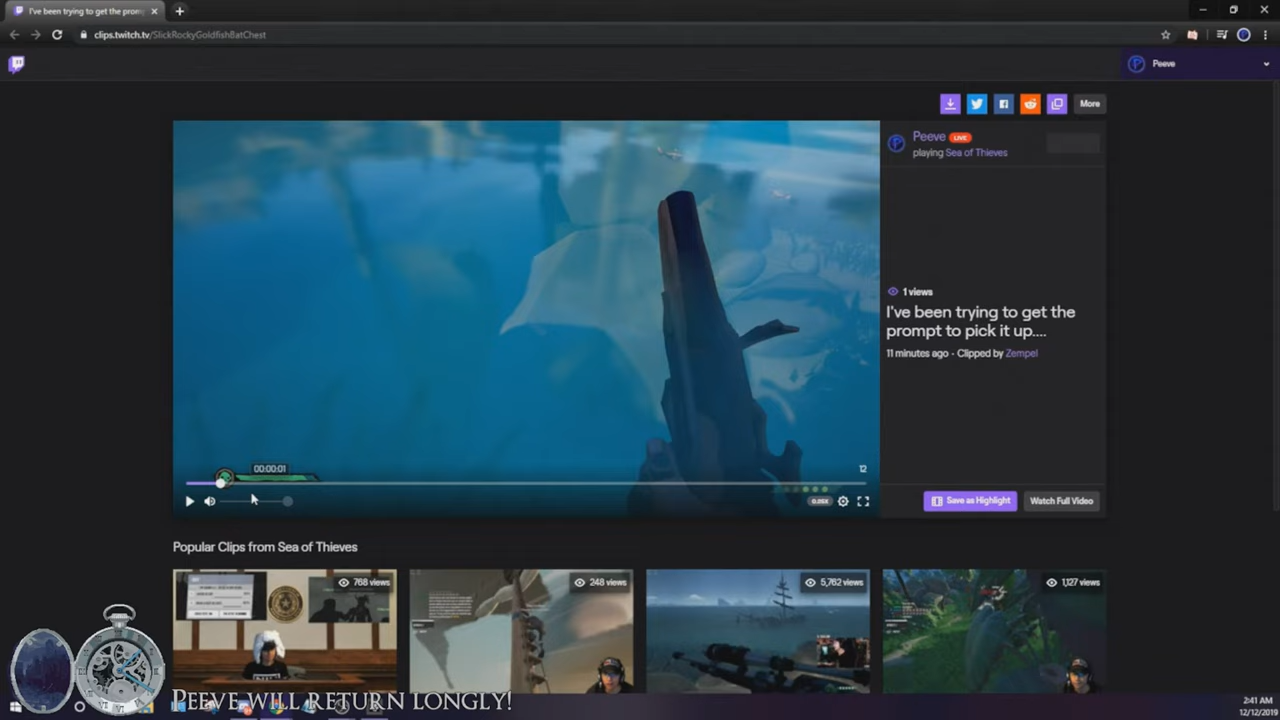 I've been trying to get the promp
clips.twitch.tv/SlickRockyGoldfishBatChest
Peeve
More
Peeve LIVE
playing Sea of Thieves
1 views
I've been trying to get the
prompt to pick it up....
11 minutes ago - Clipped by Zempel
00:00:01
12
0.25X
Save as Highlight
Watch Full Video
Popular Clips from Sea of Thieves
768 views
248 views
5,762 views
1,127 views
PEEVE WILL RETURN LONGLY!
2:41 AM
12/12/2019